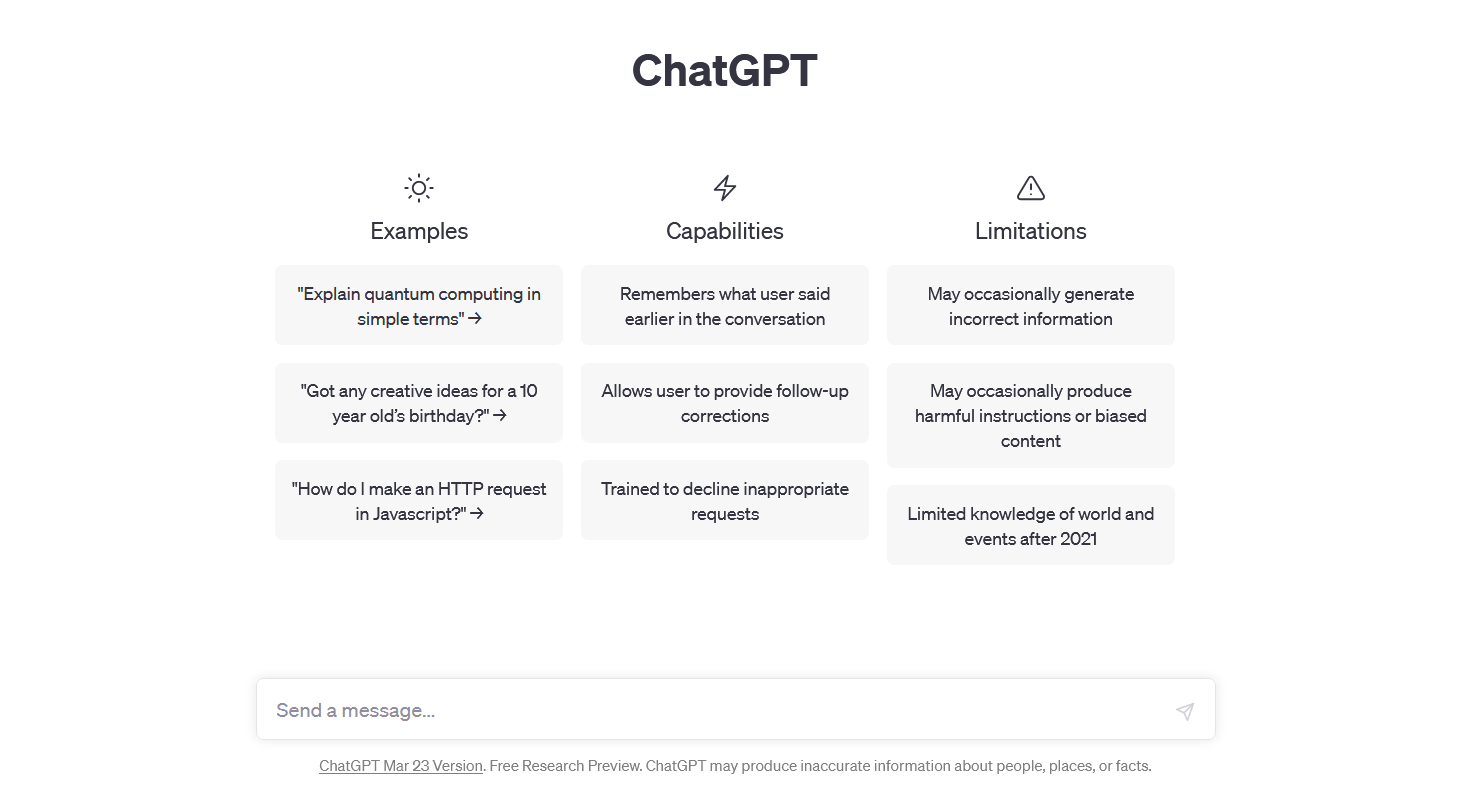 ChatGPT
Examples
"Explain quantum computing in
simple terms" →
"Got any creative ideas for a 10
year old’s birthday?" →
"How do I make an HTTP request
in Javascript?" →
Capabilities
Remembers what user said
earlier in the conversation
Allows user to provide follow-up
corrections
Trained to decline inappropriate
requests
Limitations
May occasionally generate
incorrect information
May occasionally produce
harmful instructions or biased
content
Limited knowledge of world and
events after 2021
Send a message...
ChatGPT Mar 23 Version. Free Research Preview. ChatGPT may produce inaccurate information about people, places, or facts.